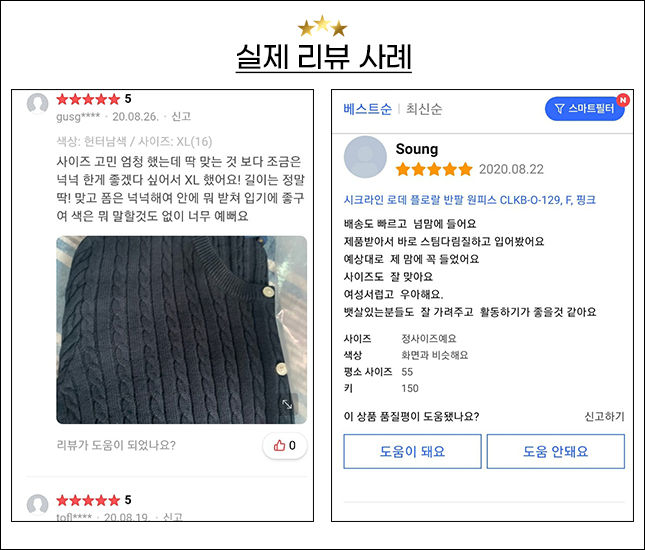 실제 리뷰 사례
5
gusg**** · 20.08.26. · 신고
색상: 헌터남색 / 사이즈: XL(16)
사이즈 고민 엄청 했는데 딱 맞는 것 보다 조금은
넉넉 한게 좋겠다 싶어서 XL 했어요! 길이는 정말
딱! 맞고 폼은 넉넉해여 안에 뭐 받쳐 입기에 좋구
여 색은 뭐 말할것도 없이 너무 예뻐요
리뷰가 도움이 되었나요?
0
5
tofl**** · 20.08.19. · 신고
베스트순 | 최신순
스마트필터
N
Soung
2020.08.22
시크라인 로데 플로랄 반팔 원피스 CLKB-O-129, F, 핑크
배송도 빠르고 넘맘에 들어요
제품받아서 바로 스팀다림질하고 입어봤어요
예상대로 제 맘에 꼭 들었어요
사이즈도 잘 맞아요
여성서럽고 우아해요.
뱃살있는분들도 잘 가려주고 활동하기가 좋을것 같아요
사이즈 정사이즈예요
색상 화면과 비슷해요
평소 사이즈 55
키 150
이 상품 품질평이 도움됐나요? 신고하기
도움이 돼요
도움 안돼요